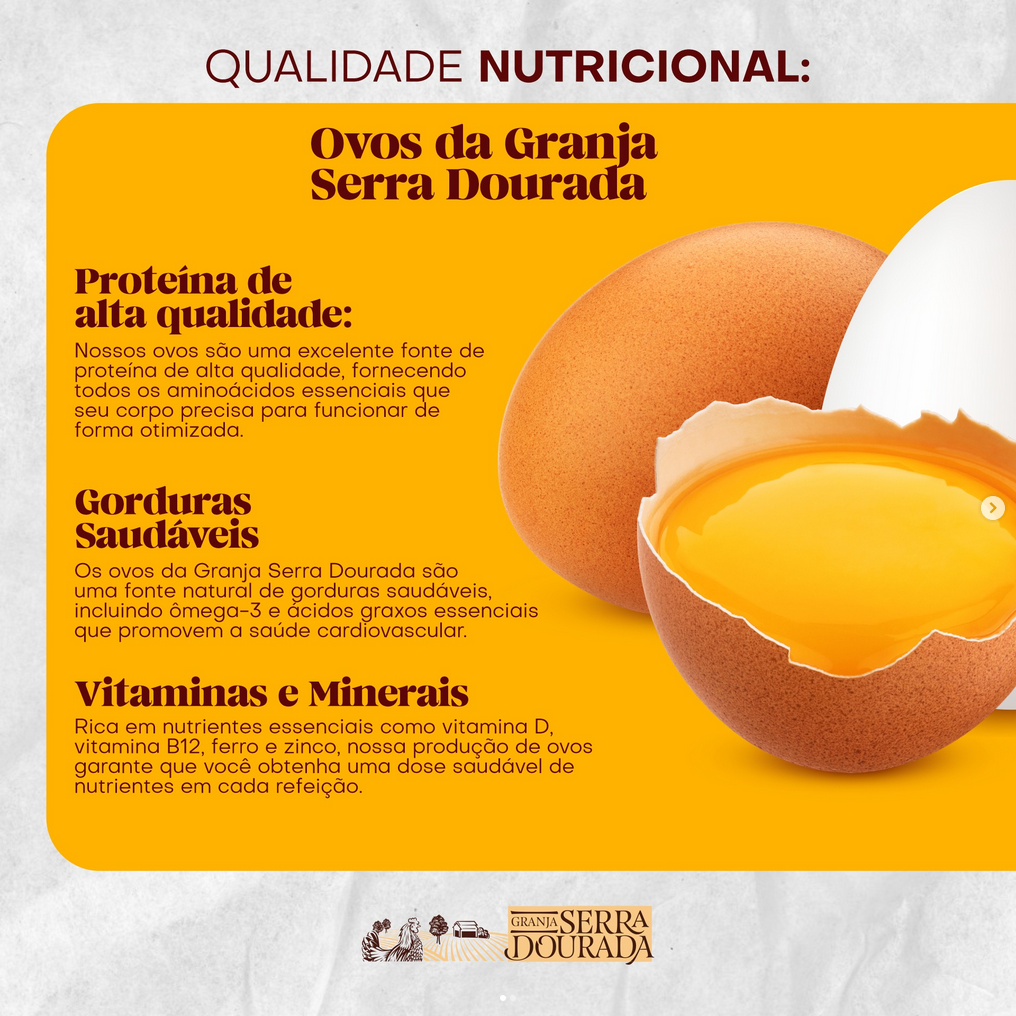 QUALIDADE NUTRICIONAL:
Ovos da Granja
Serra Dourada
Proteína de
alta qualidade:
Nossos ovos são uma excelente fonte de
proteína de alta qualidade, fornecendo
todos os aminoácidos essenciais que
seu corpo precisa para funcionar de
forma otimizada.
Gorduras
Saudáveis
Os ovos da Granja Serra Dourada são
uma fonte natural de gorduras saudáveis,
incluindo ômega-3 e ácidos graxos essenciais
que promovem a saúde cardiovascular.
Vitaminas e Minerais
Rica em nutrientes essenciais como vitamina D,
vitamina B12, ferro e zinco, nossa produção de ovos
garante que você obtenha uma dose saudável de
nutrientes em cada refeição.
GRANJA SERRA
DOURADA